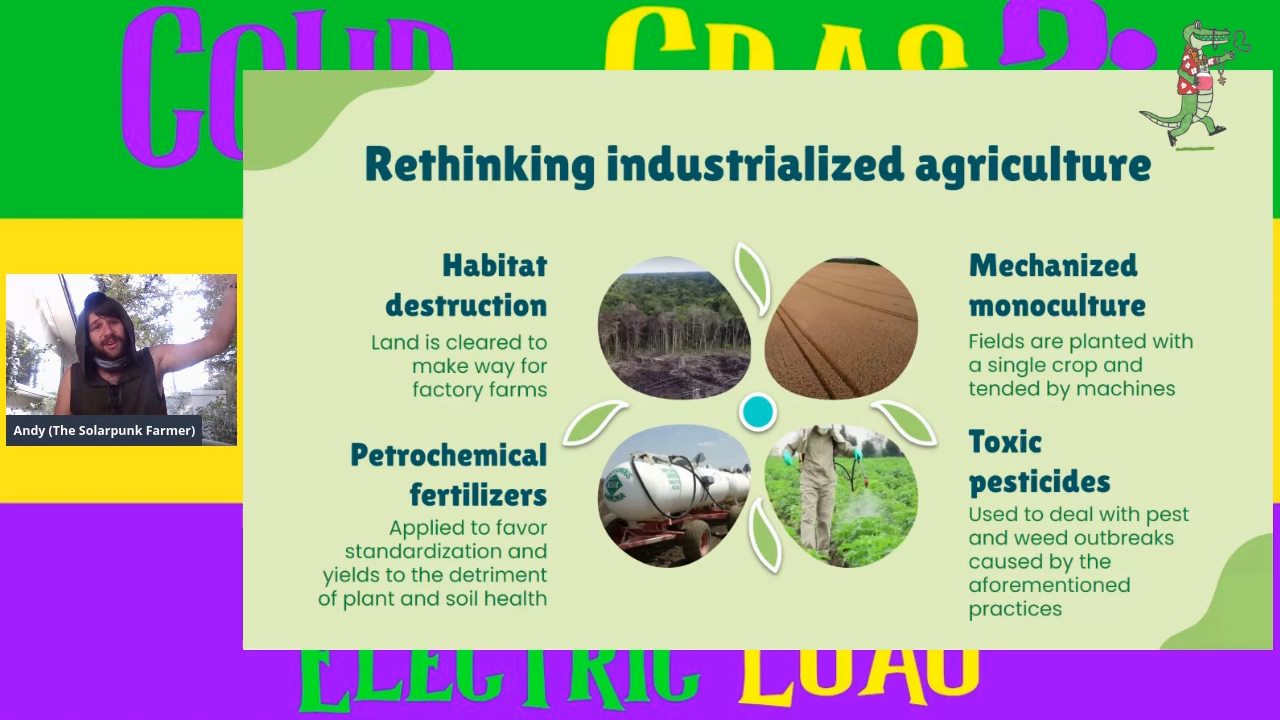 Rethinking industrialized agriculture
Habitat
destruction
Land is cleared to
make way for
factory farms
Mechanized
monoculture
Fields are planted with
a single crop and
tended by machines
Petrochemical
fertilizers
Applied to favor
standardization and
yields to the detriment
of plant and soil health
Toxic
pesticides
Used to deal with pest
and weed outbreaks
caused by the
aforementioned
practices
Andy (The Solarpunk Farmer)
ELECTRIC LUAU